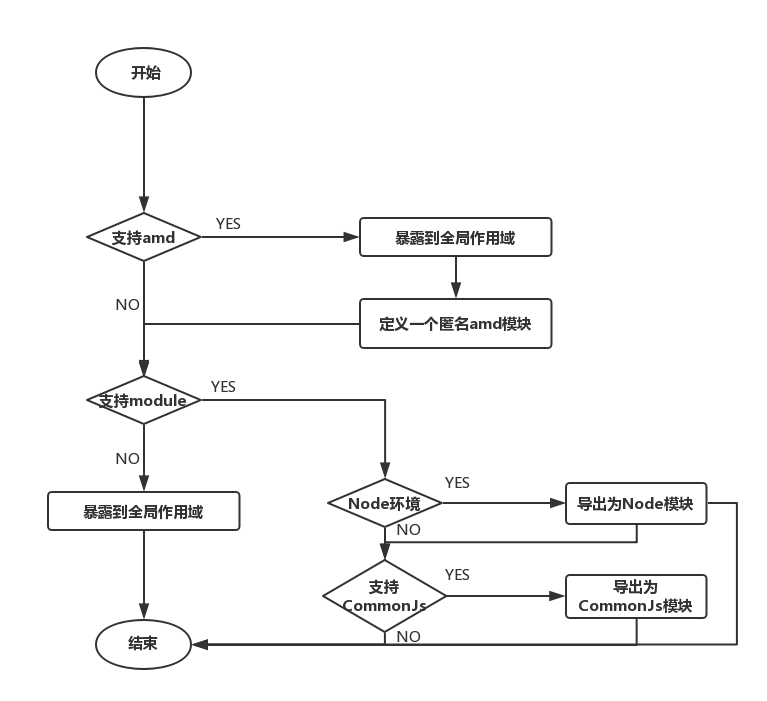 开始
支持amd
YES
暴露到全局作用域
NO
定义一个匿名amd模块
支持module
YES
NO
暴露到全局作用域
Node环境
YES
导出为Node模块
NO
支持
CommonJs
YES
导出为
CommonJs模块
NO
结束